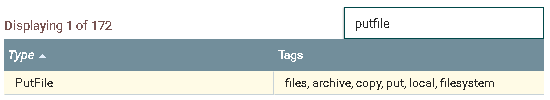 Displaying 1 of 172
putfile
Type Tags
PutFile files, archive, copy, put, local, filesystem